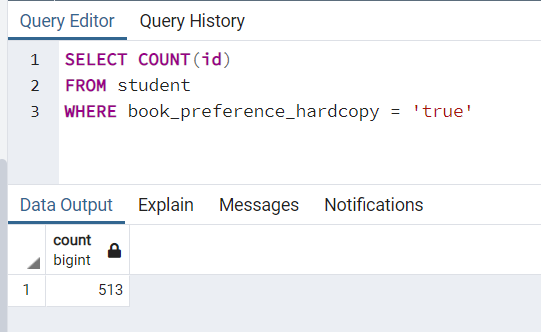 Query Editor Query History
1 SELECT COUNT(id)
2 FROM student
3 WHERE book_preference_hardcopy = 'true'
Data Output Explain Messages Notifications
count
bigint
1 513